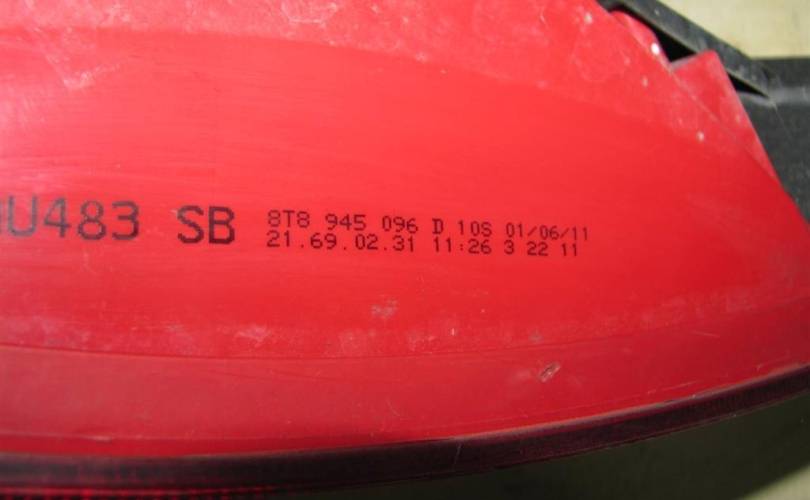 U483 SB
8T8 945 096 D 10S 01/06/11
21.69.02.31 11:26 3 22 11